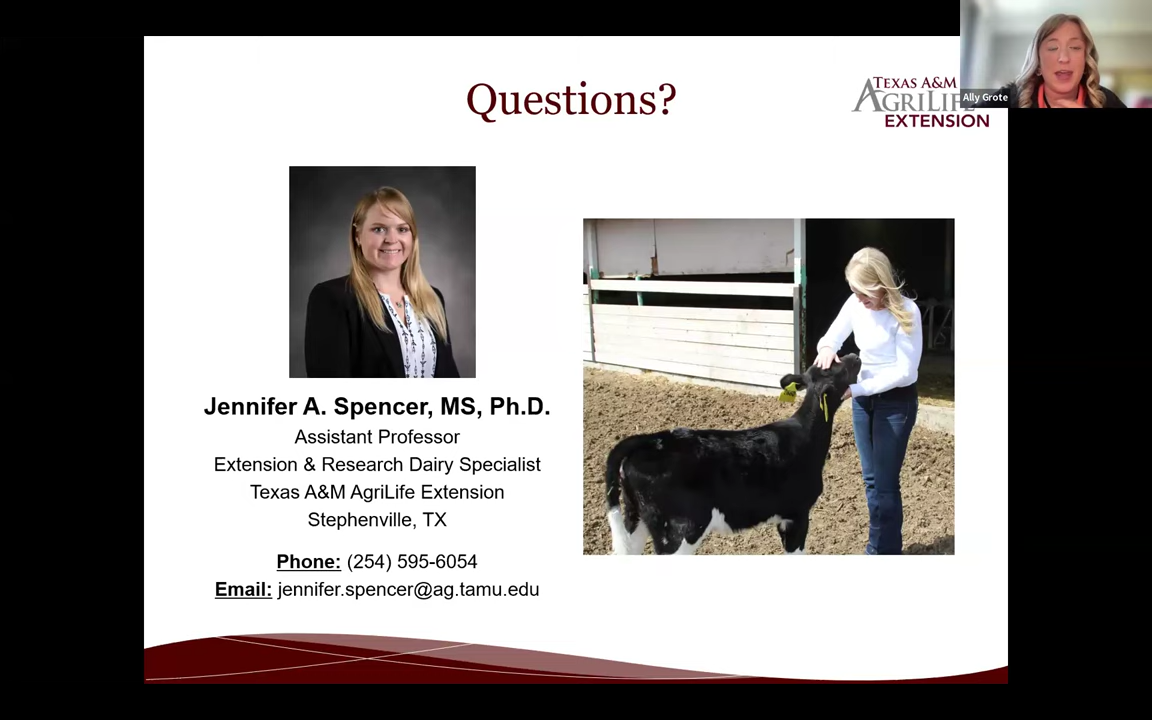 Questions?
TEXAS A&M
AGRILIFE
EXTENSION
Ally Grote
Jennifer A. Spencer, MS, Ph.D.
Assistant Professor
Extension & Research Dairy Specialist
Texas A&M AgriLife Extension
Stephenville, TX
Phone: (254) 595-6054
Email: jennifer.spencer@ag.tamu.edu